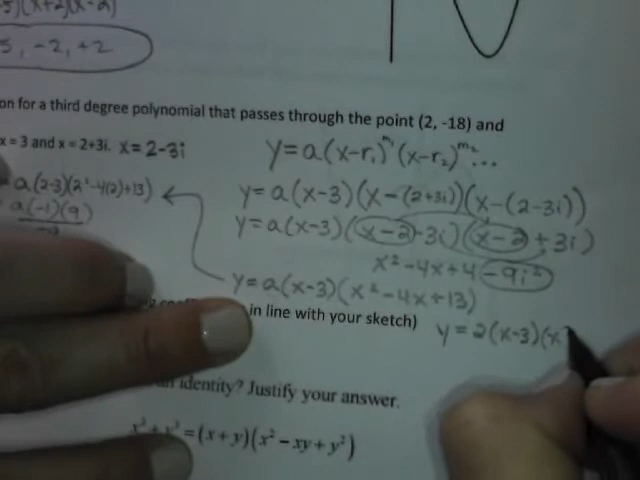 5)(x+2)(x-2)
5, -2, +2
on for a third degree polynomial that passes through the point (2, -18) and
x = 3 and x = 2+3i. x = 2-3i
y = a(x-r₁)^m₁ (x-r₂)^m₂ ...
= a(2-3)(2²-4(2)+13)
y = a(x-3)(x-(2+3i))(x-(2-3i))
a(-1)(9)
y = a(x-3)(x-2-3i)(x-2+3i)
x²-4x+4-9i²
y = a(x-3)(x²-4x+13)
in line with your sketch)
y = 2(x-3)(x
identity? Justify your answer.
x³ + y³ = (x+y)(x² - xy + y²)